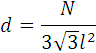 d = N / 3√3 l²